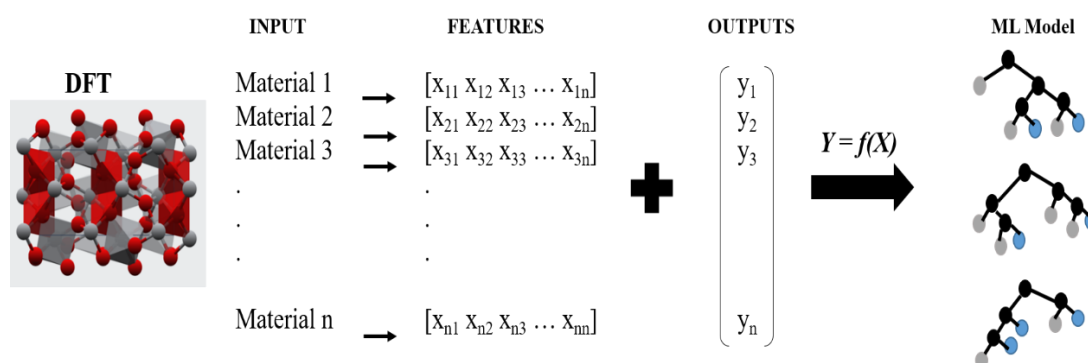 INPUT FEATURES OUTPUTS ML Model
DFT
Material 1 [x₁₁ x₁₂ x₁₃ … x₁ₙ] y₁
Material 2 [x₂₁ x₂₂ x₂₃ … x₂ₙ] y₂
Material 3 [x₃₁ x₃₂ x₃₃ … x₃ₙ] y₃
Y = f(X)
. .
. .
. .
Material n [xₙ₁ xₙ₂ xₙ₃ … xₙₙ] yₙ